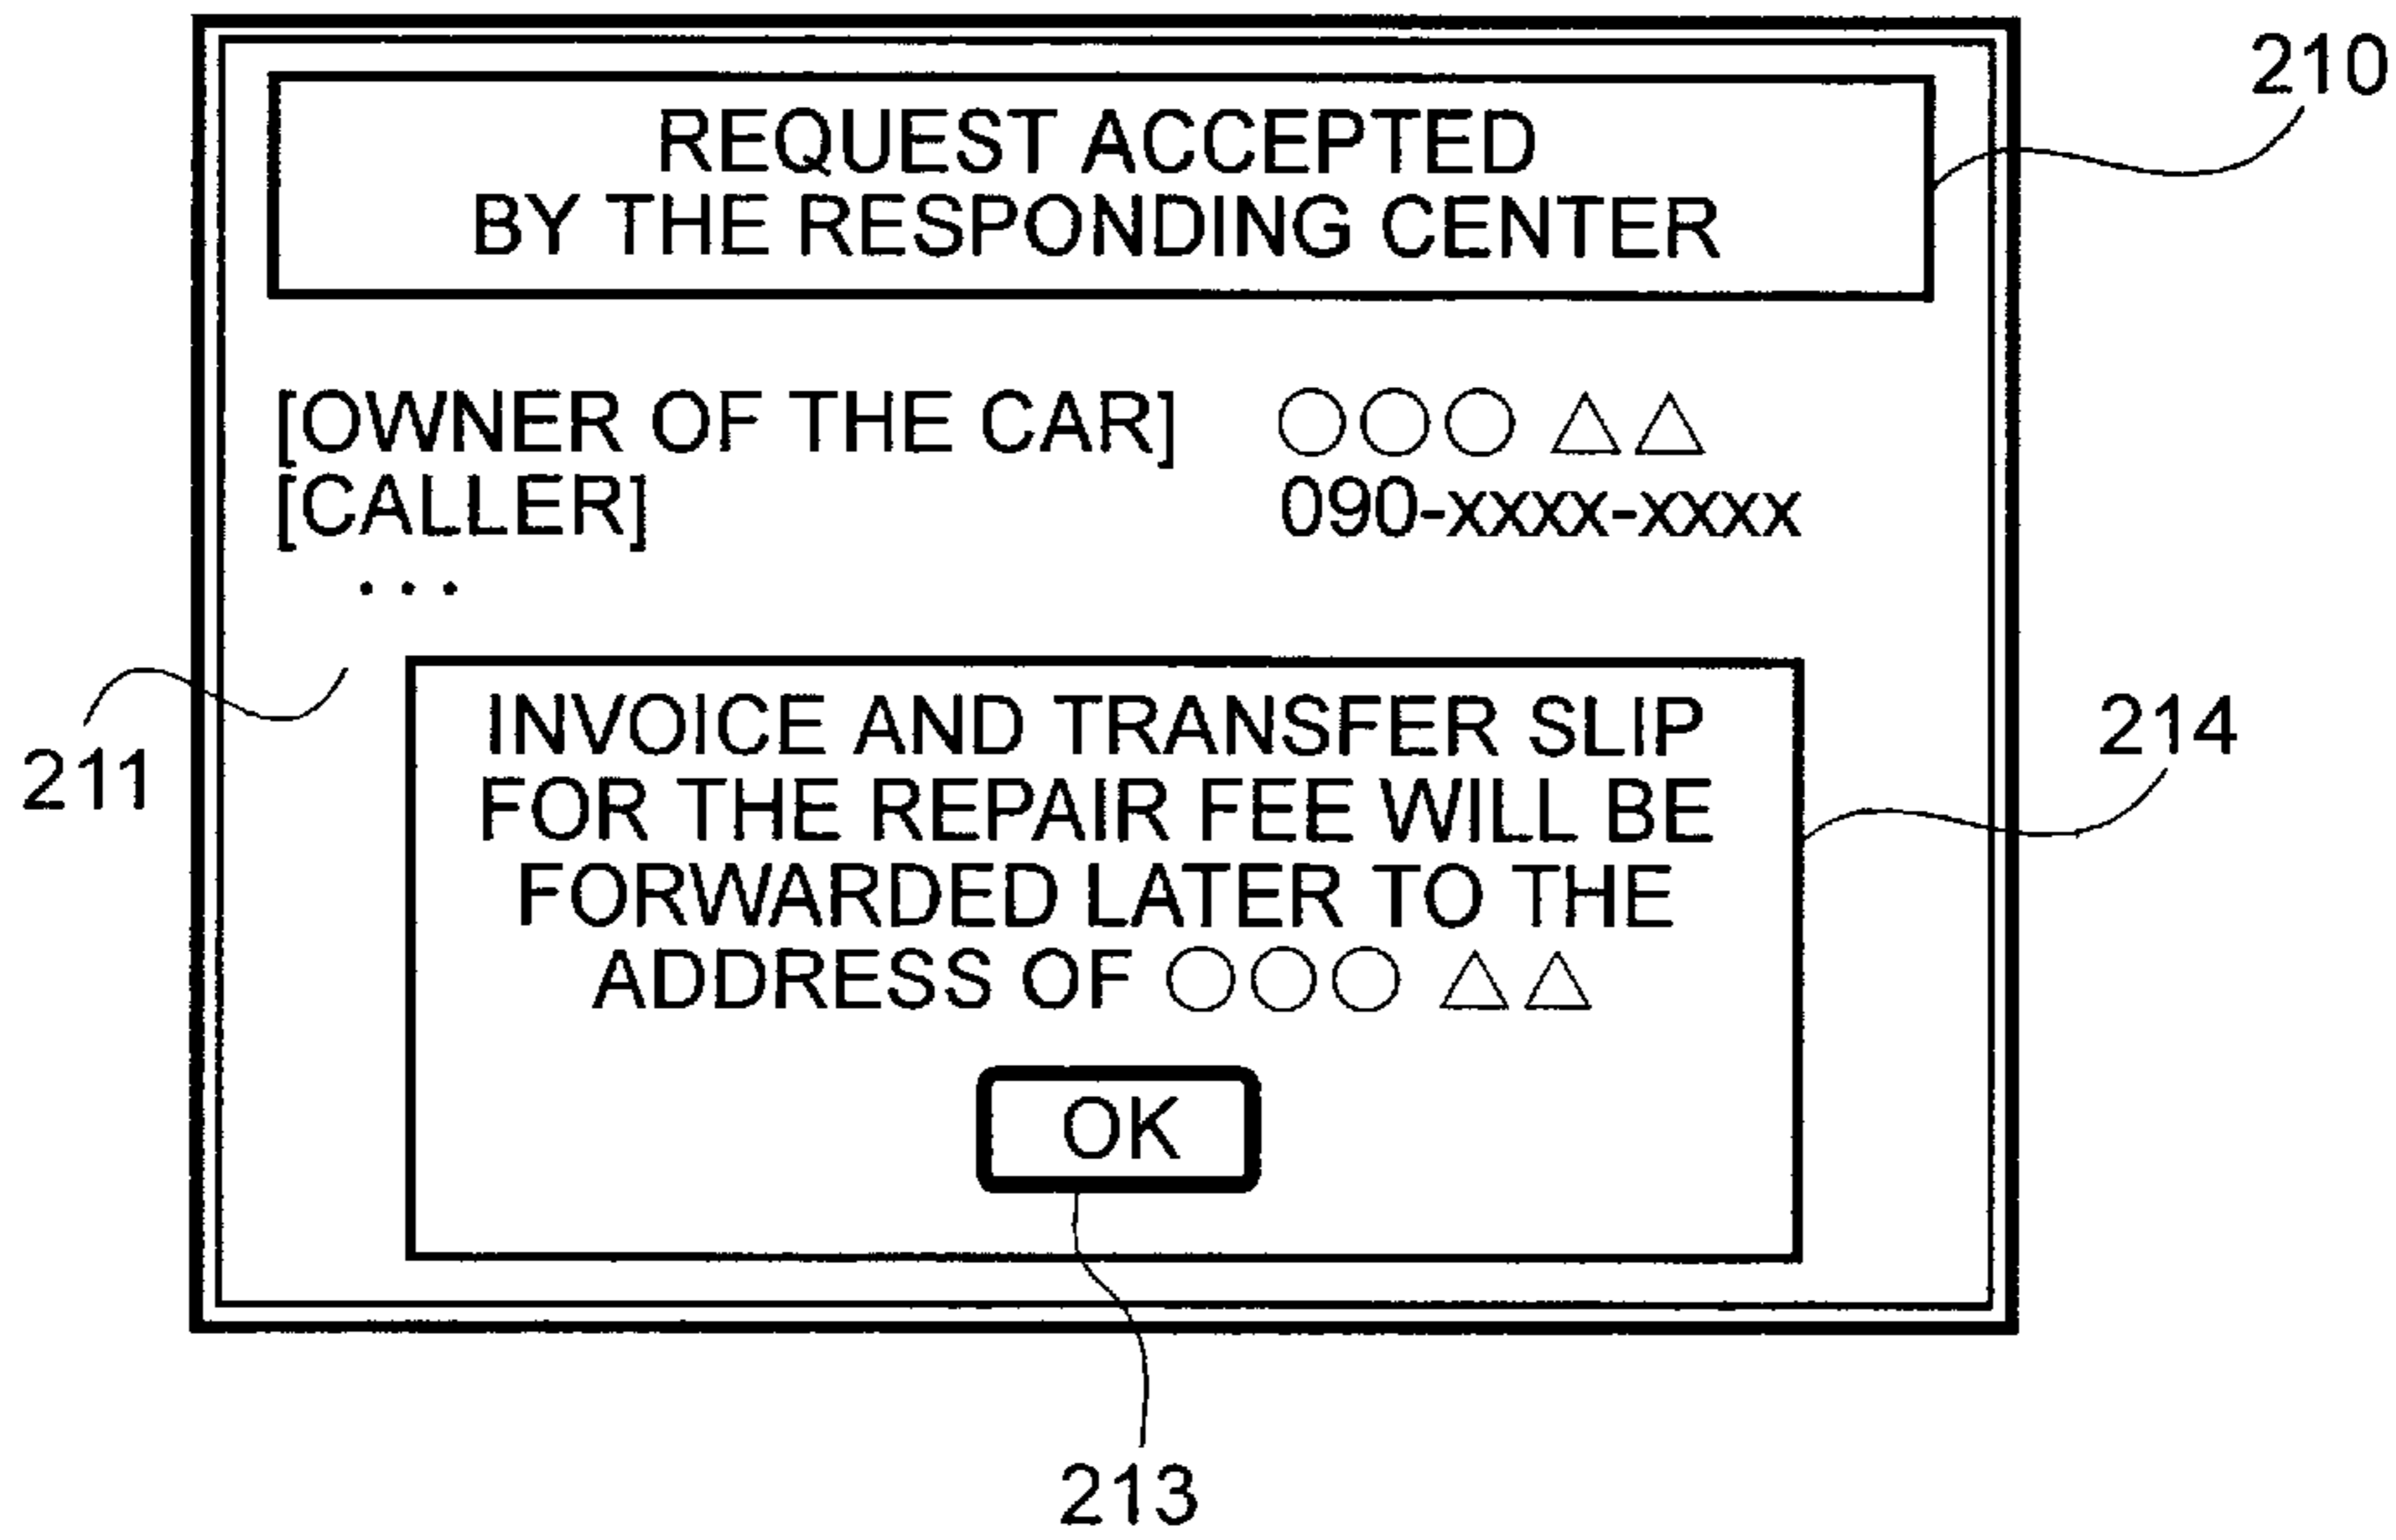 210
REQUEST ACCEPTED
BY THE RESPONDING CENTER
[OWNER OF THE CAR] ○○○ △△
[CALLER] 090-xxxx-xxxx
...
211
INVOICE AND TRANSFER SLIP
FOR THE REPAIR FEE WILL BE
FORWARDED LATER TO THE
ADDRESS OF ○○○ △△
214
OK
213